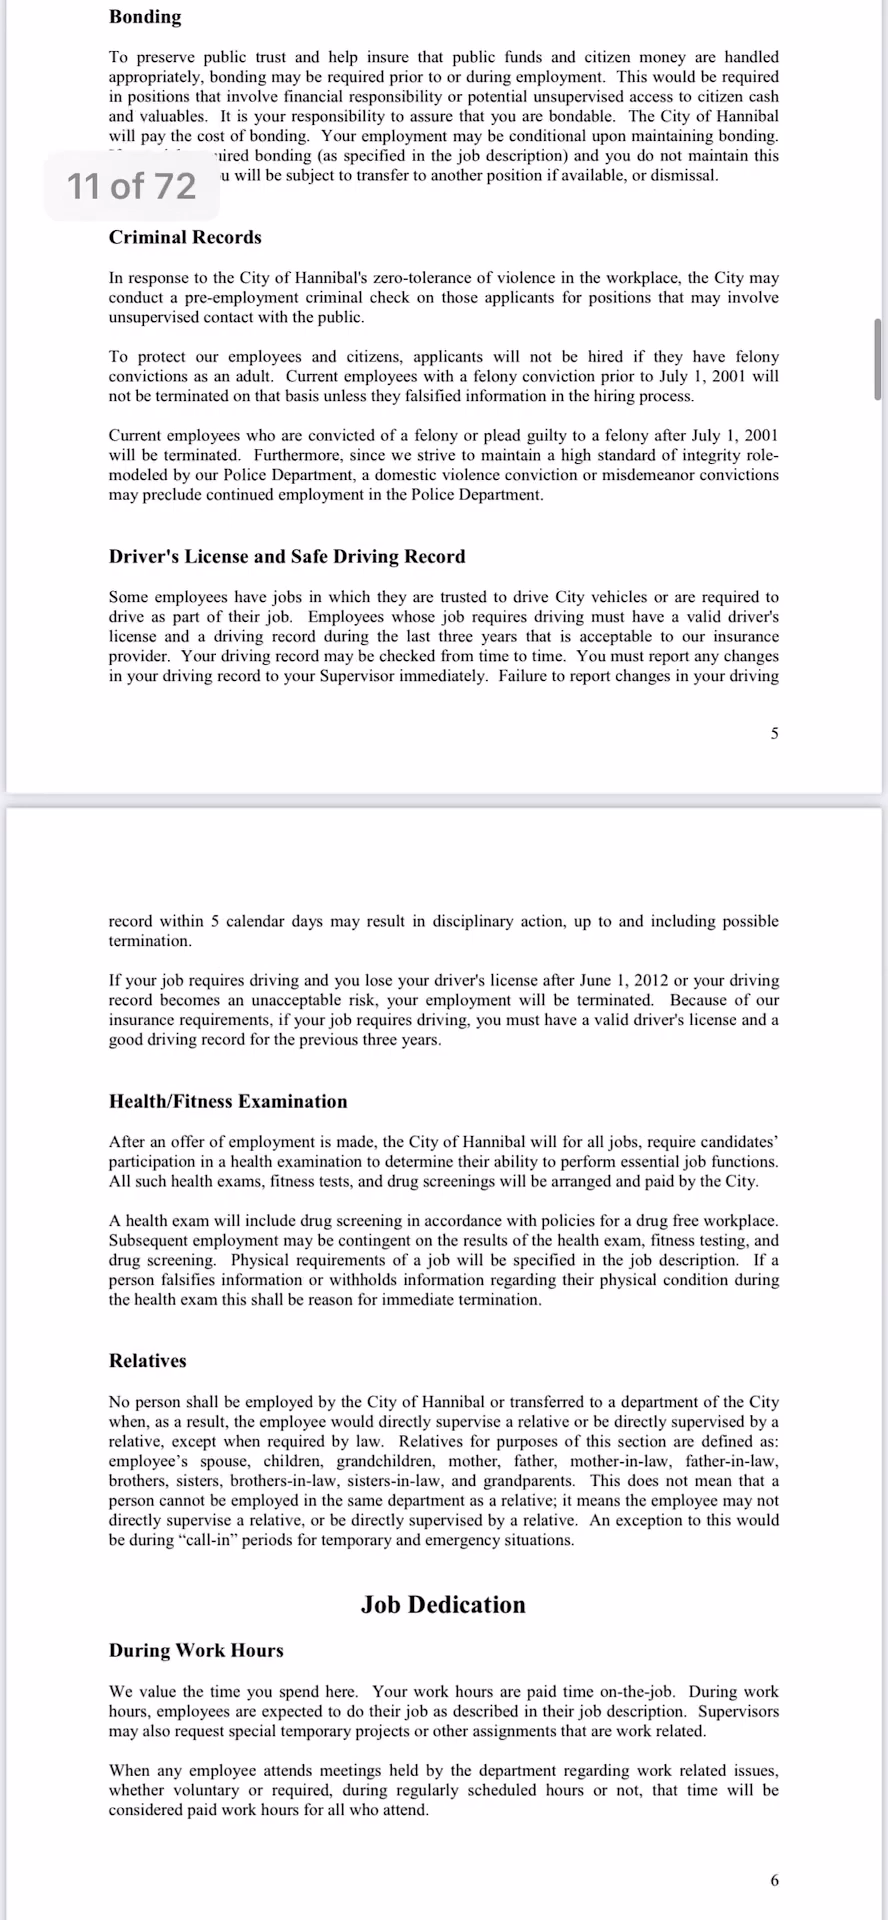 Bonding
To preserve public trust and help insure that public funds and citizen money are handled
appropriately, bonding may be required prior to or during employment. This would be required
in positions that involve financial responsibility or potential unsupervised access to citizen cash
and valuables. It is your responsibility to assure that you are bondable. The City of Hannibal
will pay the cost of bonding. Your employment may be conditional upon maintaining bonding.
bonding (as specified in the job description) and you do not maintain this
will be subject to transfer to another position if available, or dismissal.
11 of 72
Criminal Records
In response to the City of Hannibal's zero-tolerance of violence in the workplace, the City may
conduct a pre-employment criminal check on those applicants for positions that may involve
unsupervised contact with the public.
To protect our employees and citizens, applicants will not be hired if they have felony
convictions as an adult. Current employees with a felony conviction prior to July 1, 2001 will
not be terminated on that basis unless they falsified information in the hiring process.
Current employees who are convicted of a felony or plead guilty to a felony after July 1, 2001
will be terminated. Furthermore, since we strive to maintain a high standard of integrity role-
modeled by our Police Department, a domestic violence conviction or misdemeanor convictions
may preclude continued employment in the Police Department.
Driver's License and Safe Driving Record
Some employees have jobs in which they are trusted to drive City vehicles or are required to
drive as part of their job. Employees whose job requires driving must have a valid driver's
license and a driving record during the last three years that is acceptable to our insurance
provider. Your driving record may be checked from time to time. You must report any changes
in your driving record to your Supervisor immediately. Failure to report changes in your driving
5
record within 5 calendar days may result in disciplinary action, up to and including possible
termination.
If your job requires driving and you lose your driver's license after June 1, 2012 or your driving
record becomes an unacceptable risk, your employment will be terminated. Because of our
insurance requirements, if your job requires driving, you must have a valid driver's license and a
good driving record for the previous three years.
Health/Fitness Examination
After an offer of employment is made, the City of Hannibal will for all jobs, require candidates’
participation in a health examination to determine their ability to perform essential job functions.
All such health exams, fitness tests, and drug screenings will be arranged and paid by the City.
A health exam will include drug screening in accordance with policies for a drug free workplace.
Subsequent employment may be contingent on the results of the health exam, fitness testing, and
drug screening. Physical requirements of a job will be specified in the job description. If a
person falsifies information or withholds information regarding their physical condition during
the health exam this shall be reason for immediate termination.
Relatives
No person shall be employed by the City of Hannibal or transferred to a department of the City
when, as a result, the employee would directly supervise a relative or be directly supervised by a
relative, except when required by law. Relatives for purposes of this section are defined as:
employee’s spouse, children, grandchildren, mother, father, mother-in-law, father-in-law,
brothers, sisters, brothers-in-law, sisters-in-law, and grandparents. This does not mean that a
person cannot be employed in the same department as a relative; it means the employee may not
directly supervise a relative, or be directly supervised by a relative. An exception to this would
be during “call-in” periods for temporary and emergency situations.
Job Dedication
During Work Hours
We value the time you spend here. Your work hours are paid time on-the-job. During work
hours, employees are expected to do their job as described in their job description. Supervisors
may also request special temporary projects or other assignments that are work related.
When any employee attends meetings held by the department regarding work related issues,
whether voluntary or required, during regularly scheduled hours or not, that time will be
considered paid work hours for all who attend.
6